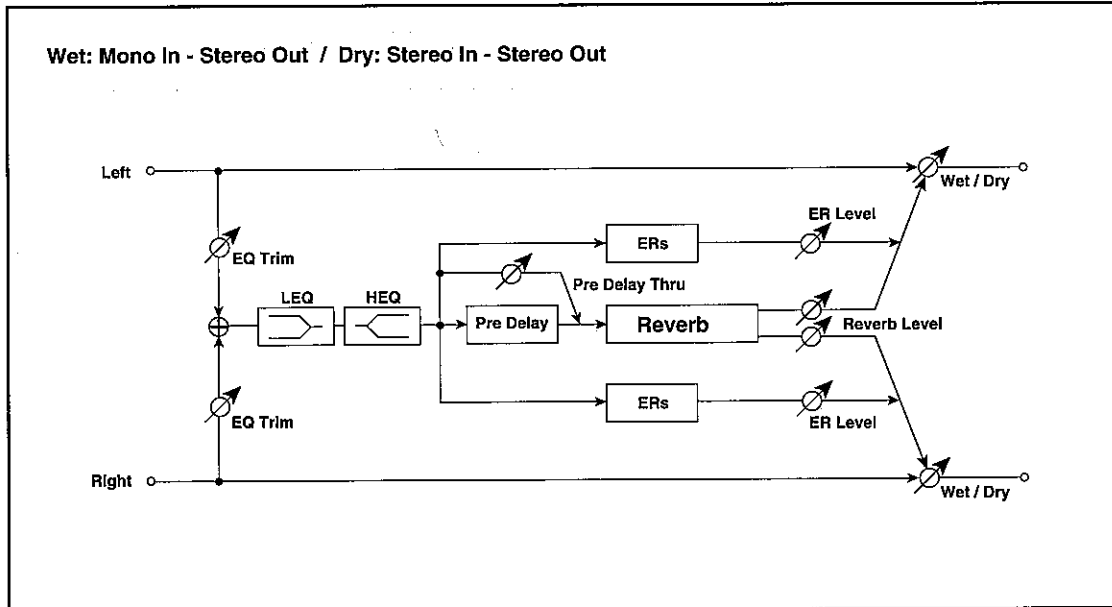 Wet: Mono In - Stereo Out / Dry: Stereo In - Stereo Out
Left
Wet / Dry
ER Level
ERs
EQ Trim
Pre Delay Thru
LEQ
HEQ
Pre Delay
Reverb
Reverb Level
ERs
EQ Trim
ER Level
Right
Wet / Dry